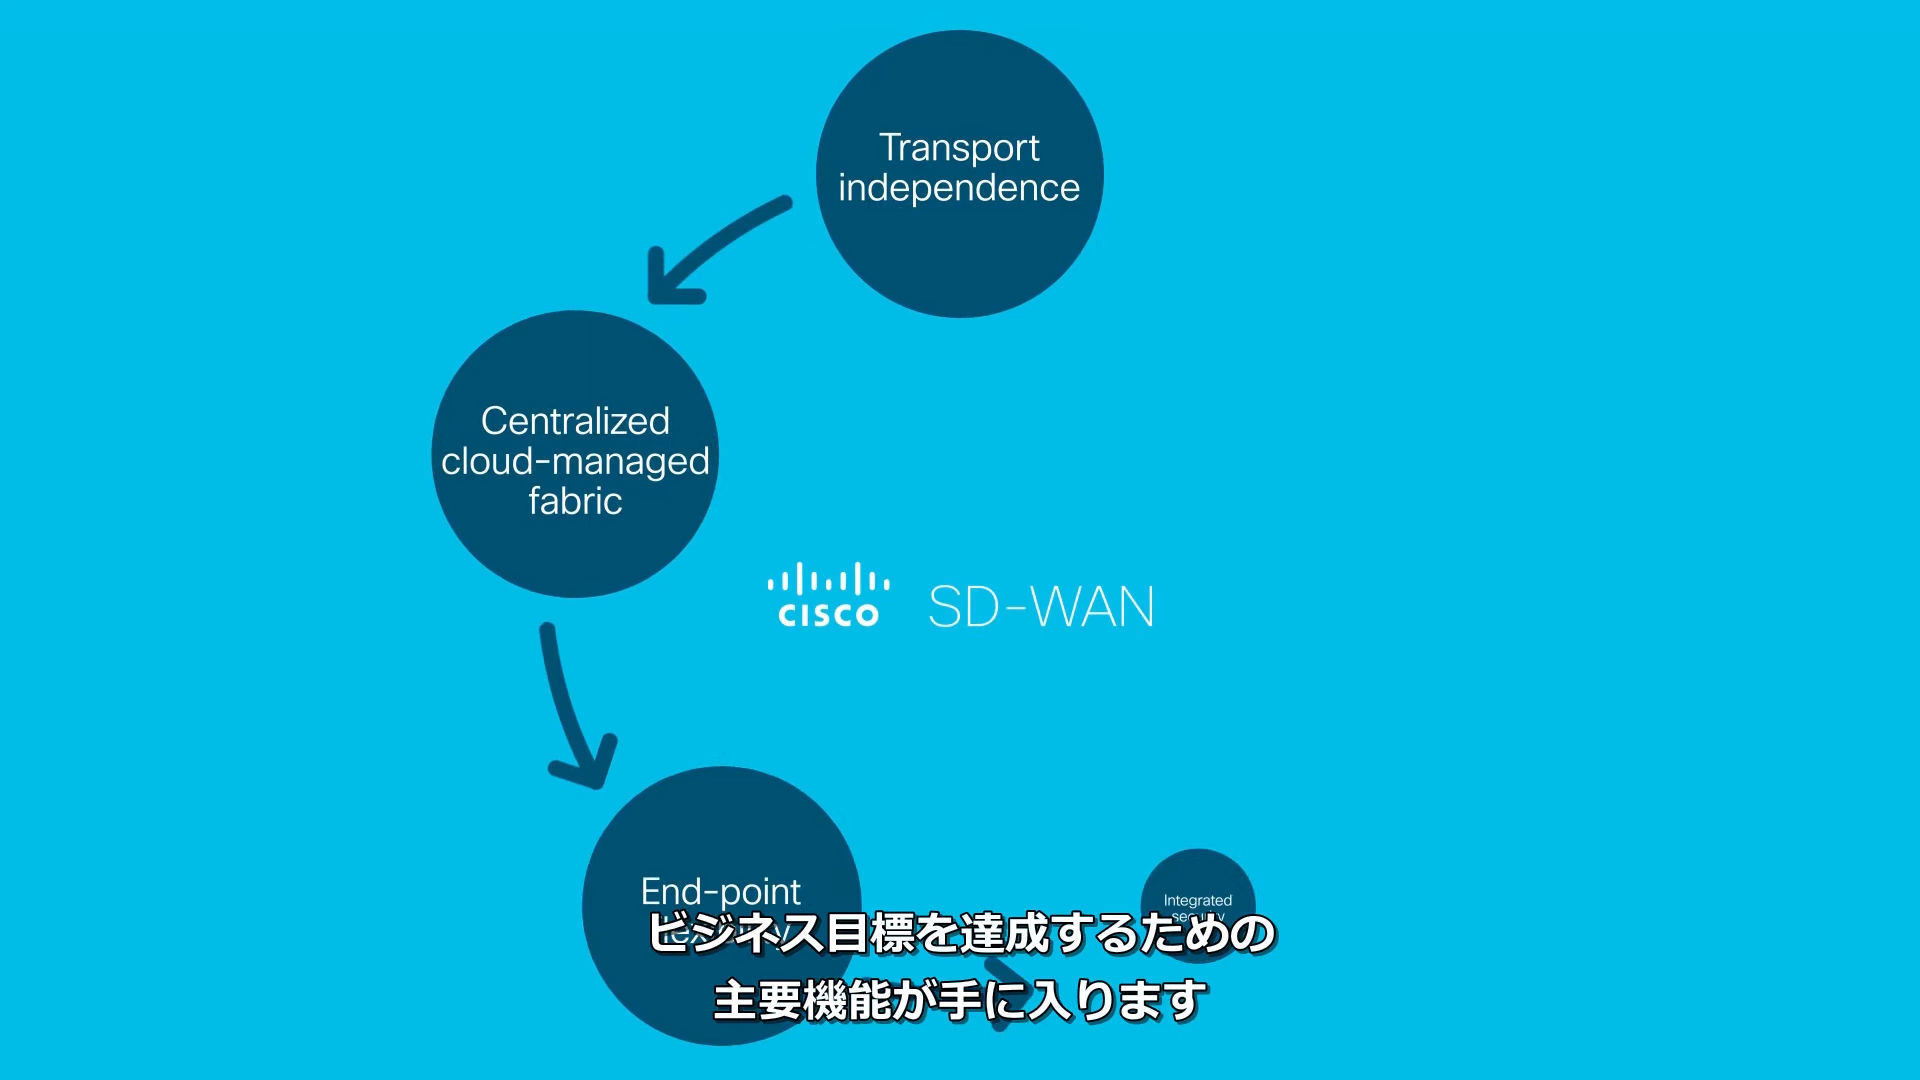 Transport
independence
Centralized
cloud-managed
fabric
CISCO SD-WAN
End-point
Integrated
security
ビジネス目標を達成するための
主要機能が手に入ります